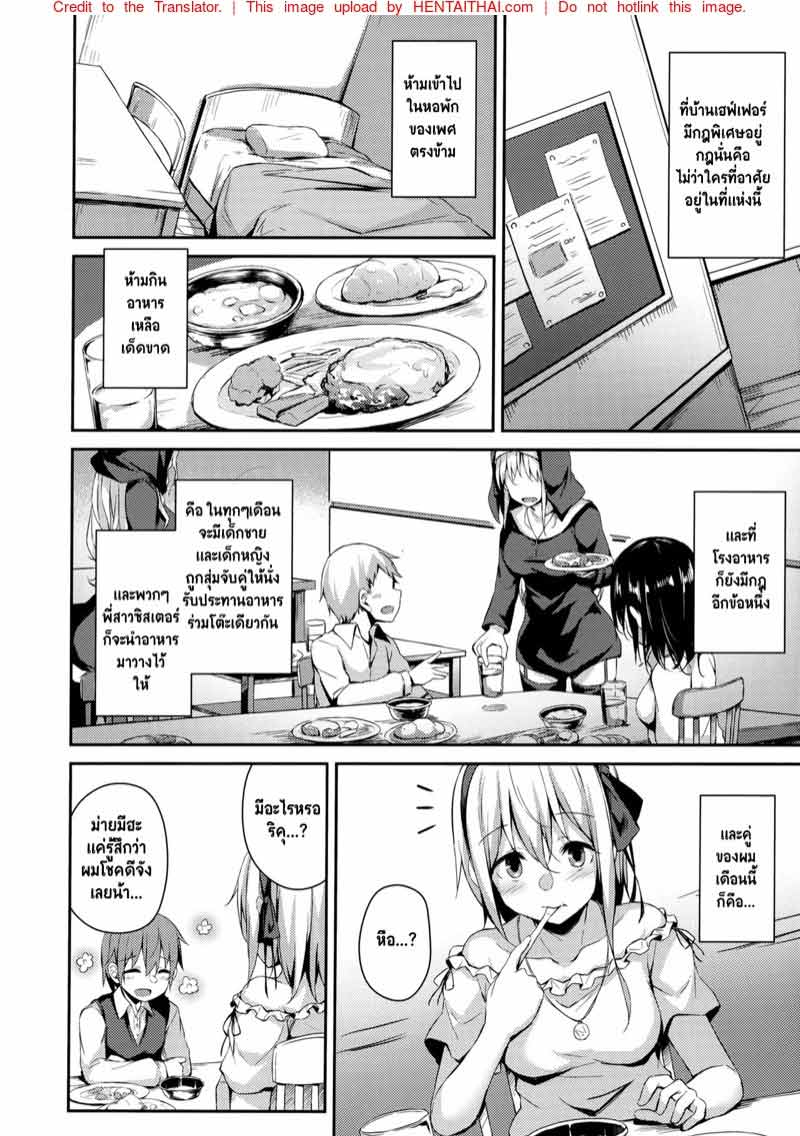 Credit to the Translator. | This image upload by HENTAITHAI.com | Please Do not hotlink this image.
ที่บ้านเฮฟเฟอร์
มีกฎพิเศษอยู่
กฎนั่นคือ
ไม่ว่าใครที่อาศัย
อยู่ในที่แห่งนี้
ห้ามเข้าไป
ในหอพัก
ของเพศ
ตรงข้าม
ห้ามกิน
อาหาร
เหลือ
เด็ดขาด
และที่
โรงอาหาร
ก็ยังมีกฎ
อีกข้อหนึ่ง
คือ ในทุกๆเดือน
จะมีเด็กชาย
และเด็กหญิง
ถูกสุ่มจับคู่ให้นั่ง
รับประทานอาหาร
ร่วมโต๊ะเดียวกัน
และพวกๆ
พี่สาวซิสเตอร์
ก็จะนำอาหาร
มาวางไว้
ให้
และคู่
ของผม
เดือนนี้
ก็คือ...
หือ...?
มีอะไรหรอ
ริคุ...?
ม่ายมีฮะ
แค่รู้สึกว่า
ผมโชคดีจัง
เลยน้า...